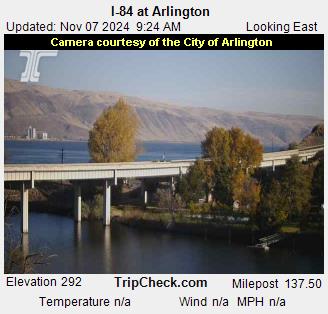 I-84 at Arlington
Updated: Nov 07 2024 9:24 AM Looking East
Camera courtesy of the City of Arlington
Elevation 292 TripCheck.com Milepost 137.50
Temperature n/a Wind n/a MPH n/a